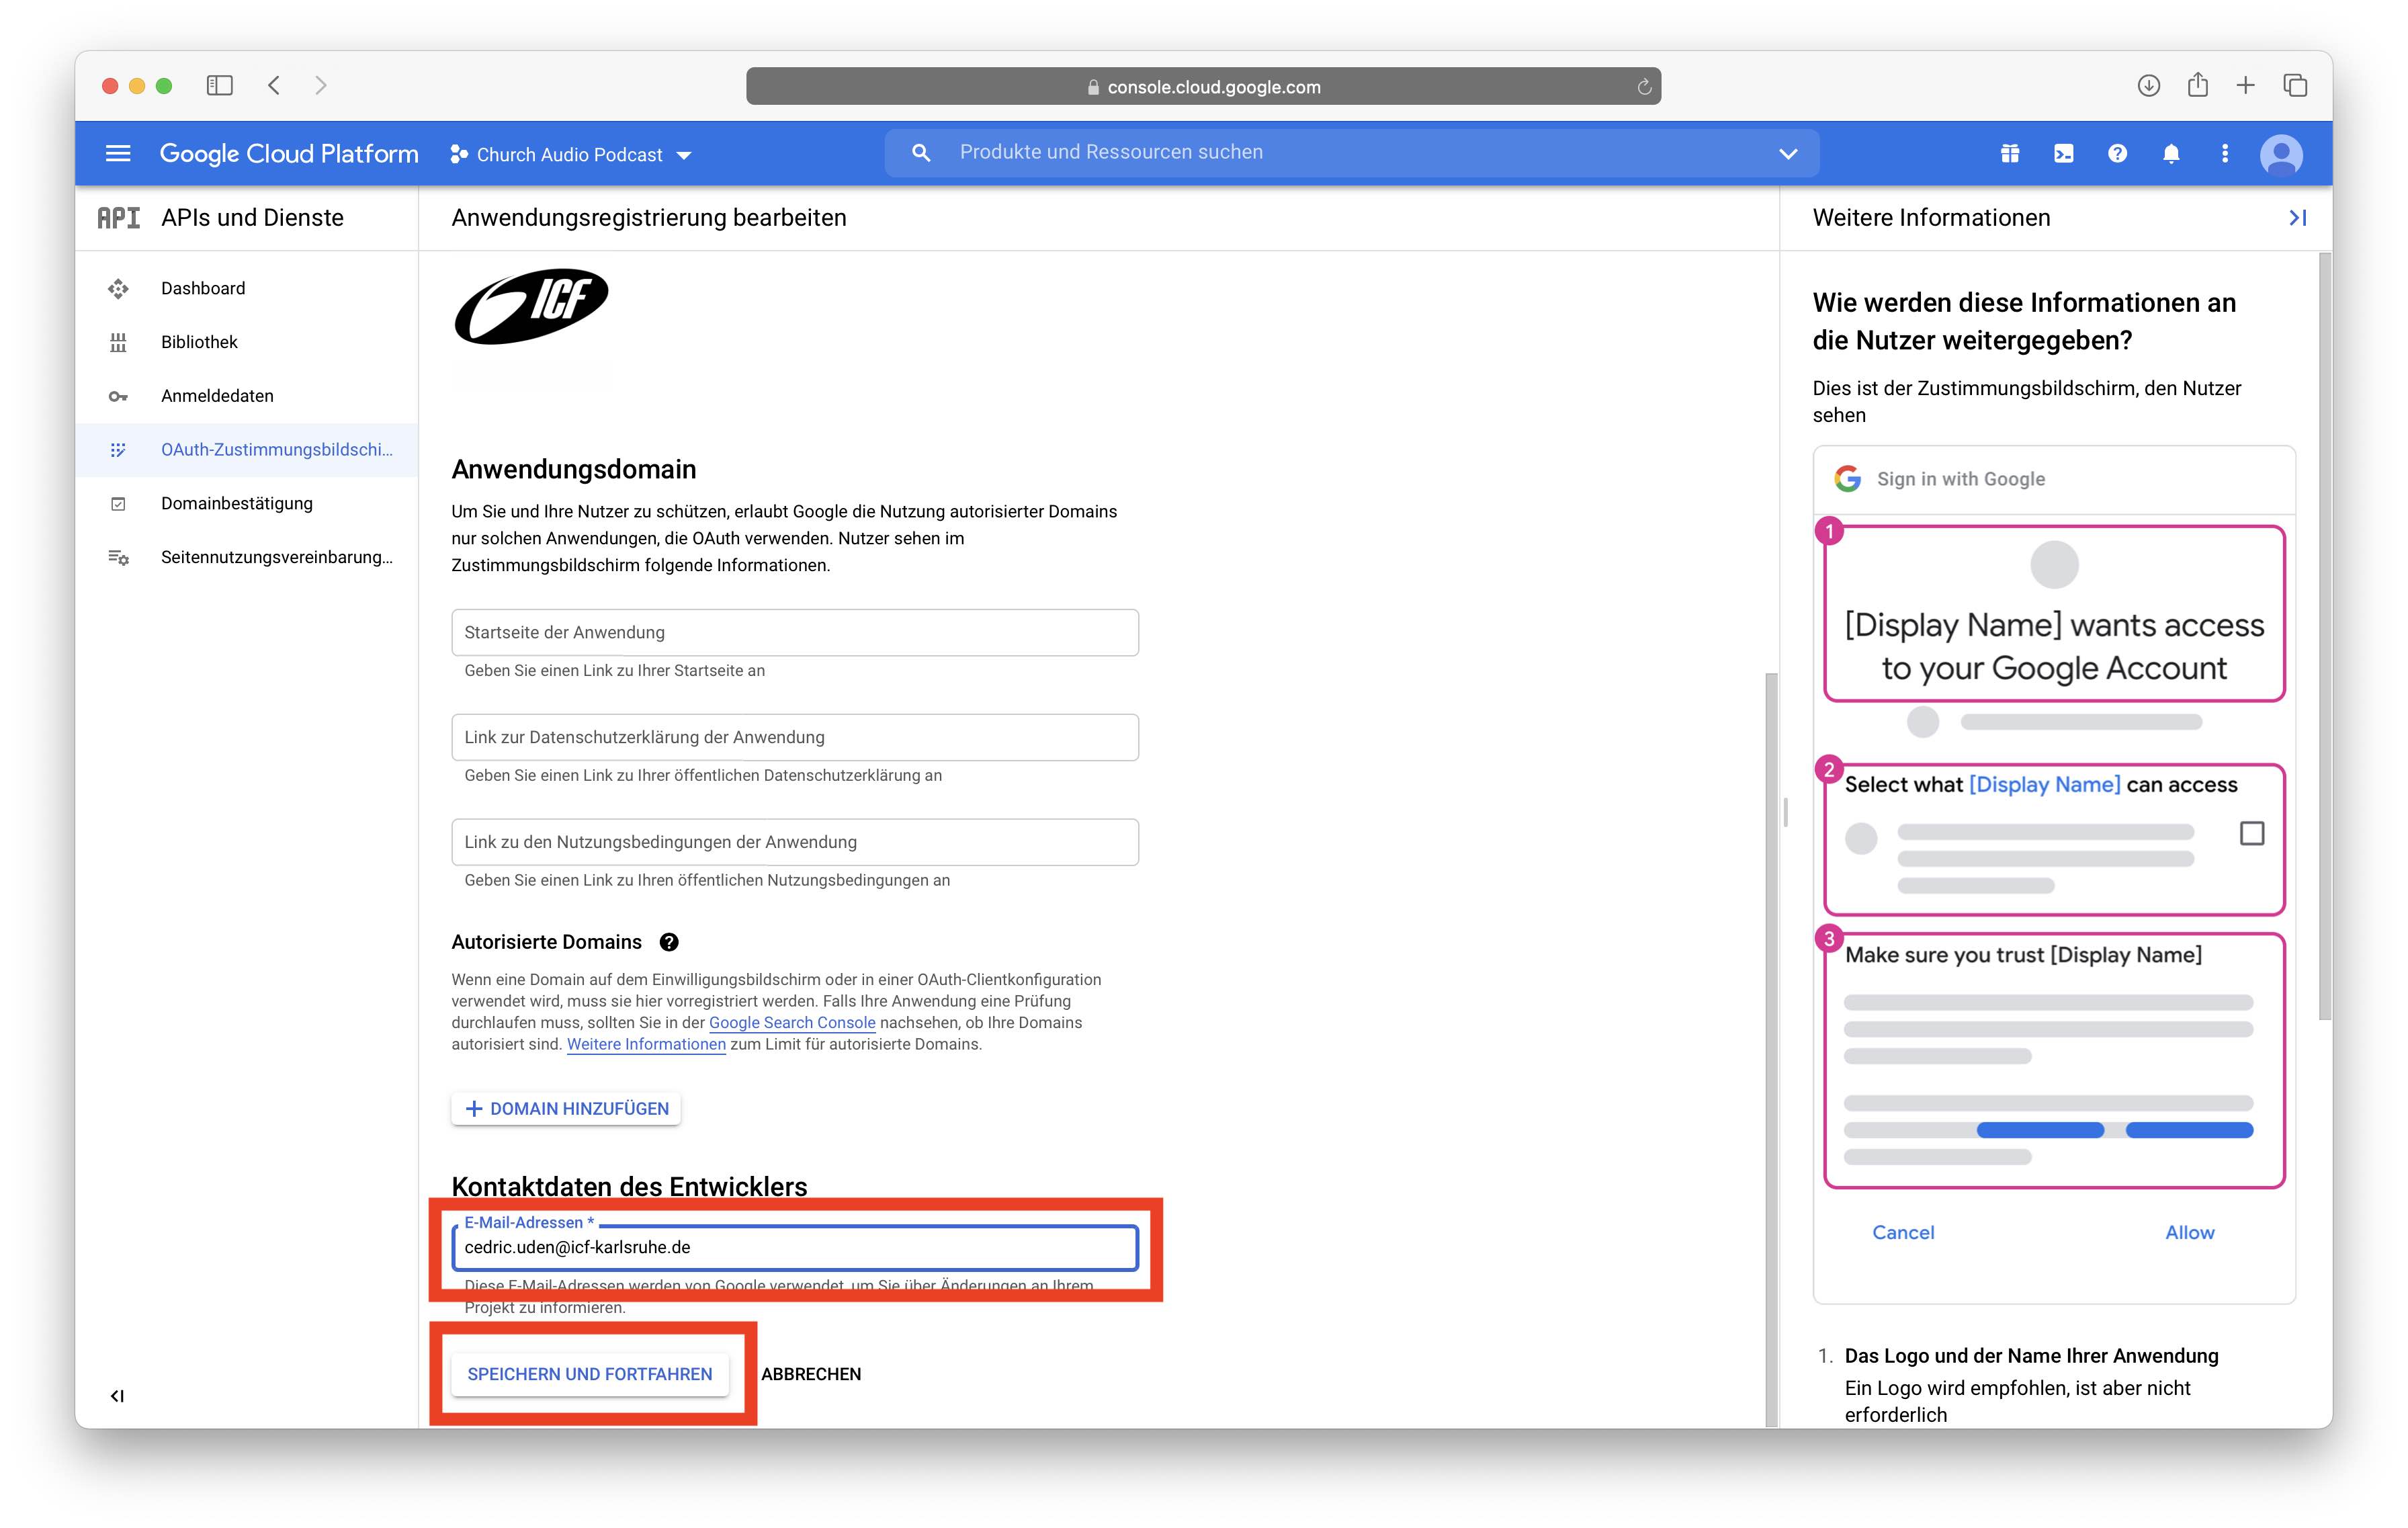 console.cloud.google.com
Google Cloud Platform
Church Audio Podcast
Produkte und Ressourcen suchen
API APIs und Dienste
Dashboard
Bibliothek
Anmeldedaten
OAuth-Zustimmungsbildschi...
Domainbestätigung
Seitennutzungsvereinbarung...
Anwendungsregistrierung bearbeiten
ICF
Anwendungsdomain
Um Sie und Ihre Nutzer zu schützen, erlaubt Google die Nutzung autorisierter Domains
nur solchen Anwendungen, die OAuth verwenden. Nutzer sehen im
Zustimmungsbildschirm folgende Informationen.
Startseite der Anwendung
Geben Sie einen Link zu Ihrer Startseite an
Link zur Datenschutzerklärung der Anwendung
Geben Sie einen Link zu Ihrer öffentlichen Datenschutzerklärung an
Link zu den Nutzungsbedingungen der Anwendung
Geben Sie einen Link zu Ihren öffentlichen Nutzungsbedingungen an
Autorisierte Domains
Wenn eine Domain auf dem Einwilligungsbildschirm oder in einer OAuth-Clientkonfiguration
verwendet wird, muss sie hier vorregistriert werden. Falls Ihre Anwendung eine Prüfung
durchlaufen muss, sollten Sie in der Google Search Console nachsehen, ob Ihre Domains
autorisiert sind. Weitere Informationen zum Limit für autorisierte Domains.
+ DOMAIN HINZUFÜGEN
Kontaktdaten des Entwicklers
E-Mail-Adressen *
cedric.uden@icf-karlsruhe.de
Diese E-Mail-Adressen werden von Google verwendet, um Sie über Änderungen an Ihrem
Projekt zu informieren.
SPEICHERN UND FORTFAHREN
ABBRECHEN
Weitere Informationen
Wie werden diese Informationen an
die Nutzer weitergegeben?
Dies ist der Zustimmungsbildschirm, den Nutzer
sehen
Sign in with Google
1
[Display Name] wants access
to your Google Account
2
Select what [Display Name] can access
3
Make sure you trust [Display Name]
Cancel
Allow
1. Das Logo und der Name Ihrer Anwendung
Ein Logo wird empfohlen, ist aber nicht
erforderlich